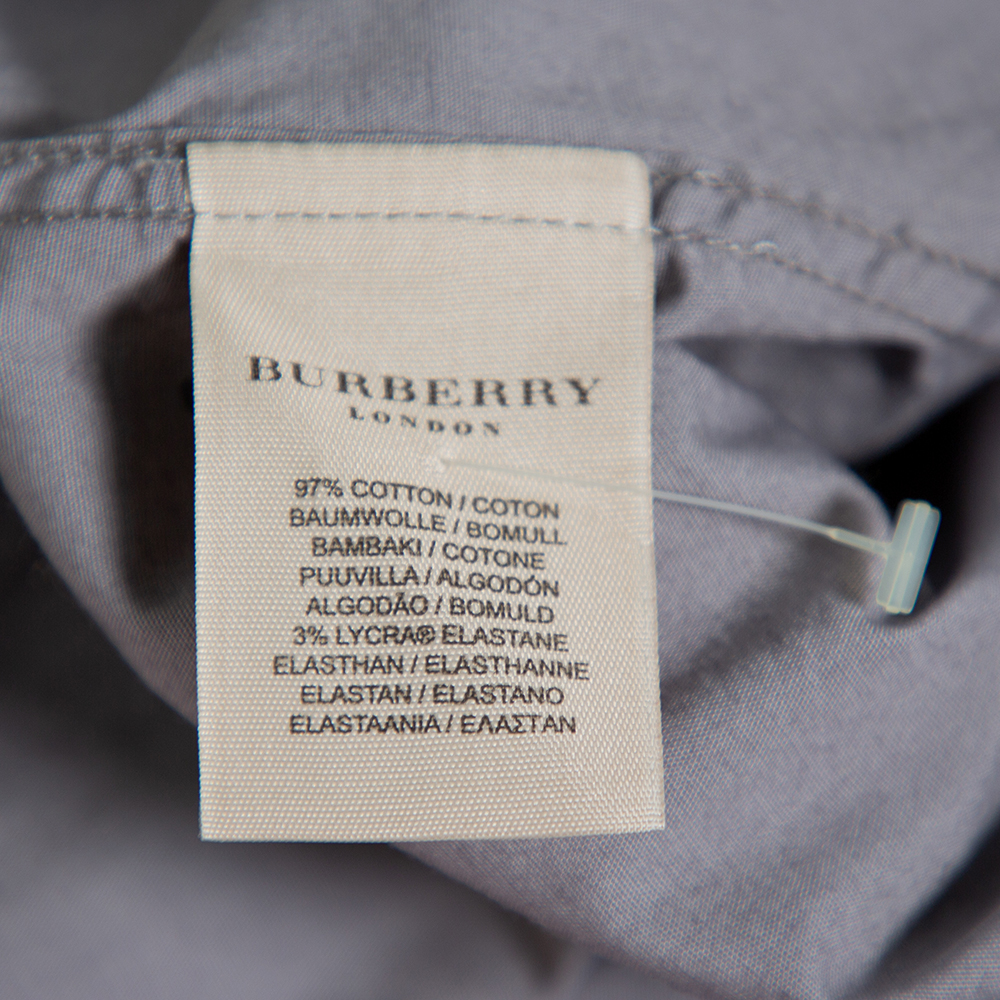 BURBERRY
LONDON
97% COTTON / COTON
BAUMWOLLE / BOMULL
BAMBAKI / COTONE
PUUVILLA / ALGODÓN
ALGODÃO / BOMULD
3% LYCRA® ELASTANE
ELASTHAN / ELASTHANNE
ELASTAN / ELASTANO
ELASTAANIA / ΕΛΑΣΤΑΝ